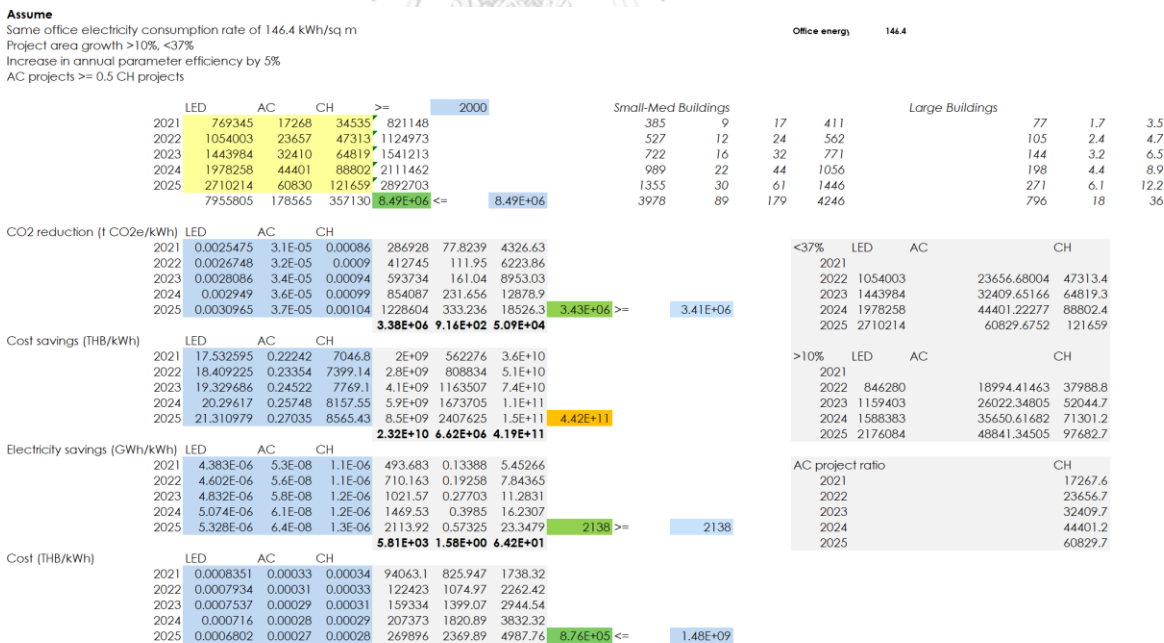 Assume
Same office electricity consumption rate of 146.4 kWh/sq m Office energy 146.4
Project area growth >10%, <37%
Increase in annual parameter efficiency by 5%
AC projects >= 0.5 CH projects
LED AC CH >= 2000 Small-Med Buildings Large Buildings
2021 769345 17268 34535 821148 385 9 17 411 77 1.7 3.5
2022 1054003 23657 47313 1124973 527 12 24 562 105 2.4 4.7
2023 1443984 32410 64819 1541213 722 16 32 771 144 3.2 6.5
2024 1978258 44401 88802 2111462 989 22 44 1056 198 4.4 8.9
2025 2710214 60830 121659 2892703 1355 30 61 1446 271 6.1 12.2
7955805 178565 357130 8.49E+06 <= 8.49E+06 3978 89 179 4246 796 18 36
CO2 reduction (t CO2e/kWh) LED AC CH <37% LED AC CH
2021 0.0025475 3.1E-05 0.00086 286928 77.8239 4326.63 2021
2022 0.0026748 3.2E-05 0.0009 412745 111.95 6223.86 2022 1054003 23656.68004 47313.4
2023 0.0028086 3.4E-05 0.00094 593734 161.04 8953.03 2023 1443984 32409.65166 64819.3
2024 0.002949 3.6E-05 0.00099 854087 231.656 12878.9 2024 1978258 44401.22277 88802.4
2025 0.0030965 3.7E-05 0.00104 1228604 333.236 18526.3 3.43E+06 >= 3.41E+06 2025 2710214 60829.6752 121659
3.38E+06 9.16E+02 5.09E+04
Cost savings (THB/kWh) LED AC CH >10% LED AC CH
2021 17.532595 0.22242 7046.8 2E+09 562276 3.6E+10 2021
2022 18.409225 0.23354 7399.14 2.8E+09 808834 5.1E+10 2022 846280 18994.41463 37988.8
2023 19.329686 0.24522 7769.1 4.1E+09 1163507 7.4E+10 2023 1159403 26022.34805 52044.7
2024 20.29617 0.25748 8157.55 5.9E+09 1673705 1.1E+11 2024 1588383 35650.61682 71301.2
2025 21.310979 0.27035 8565.43 8.5E+09 2407625 1.5E+11 4.42E+11 2025 2176084 48841.34505 97682.7
2.32E+10 6.62E+06 4.19E+11
Electricity savings (GWh/kWh) LED AC CH AC project ratio CH
2021 4.383E-06 5.3E-08 1.1E-06 493.683 0.13388 5.45266 2021 17267.6
2022 4.602E-06 5.6E-08 1.1E-06 710.163 0.19258 7.84365 2022 23656.7
2023 4.832E-06 5.8E-08 1.2E-06 1021.57 0.27703 11.2831 2023 32409.7
2024 5.074E-06 6.1E-08 1.2E-06 1469.53 0.3985 16.2307 2024 44401.2
2025 5.328E-06 6.4E-08 1.3E-06 2113.92 0.57325 23.3479 2138 >= 2138 2025 60829.7
5.81E+03 1.58E+00 6.42E+01
Cost (THB/kWh) LED AC CH
2021 0.0008351 0.00033 0.00034 94063.1 825.947 1738.32
2022 0.0007934 0.00031 0.00033 122423 1074.97 2262.42
2023 0.0007537 0.00029 0.00031 159334 1399.07 2944.54
2024 0.000716 0.00028 0.00029 207373 1820.89 3832.32
2025 0.0006802 0.00027 0.00028 269896 2369.89 4987.76 8.76E+05 <= 1.48E+09